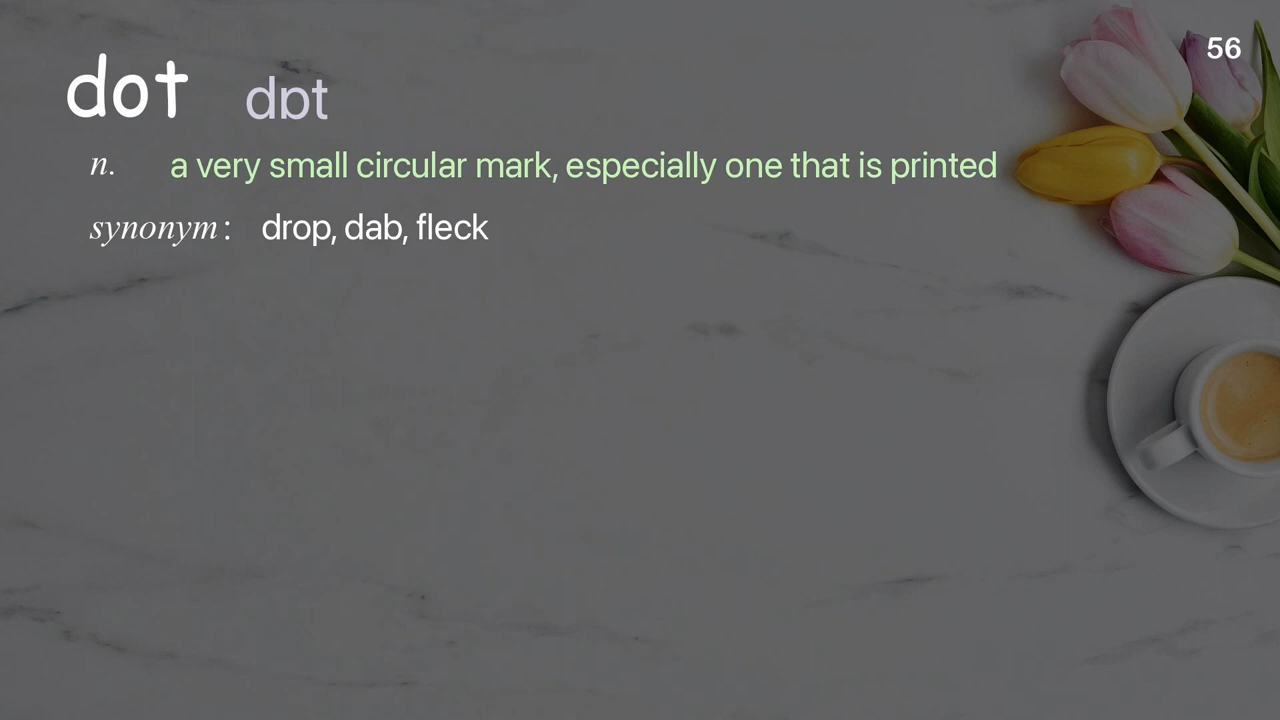 56
dot dɒt
n. a very small circular mark, especially one that is printed
synonym: drop, dab, fleck